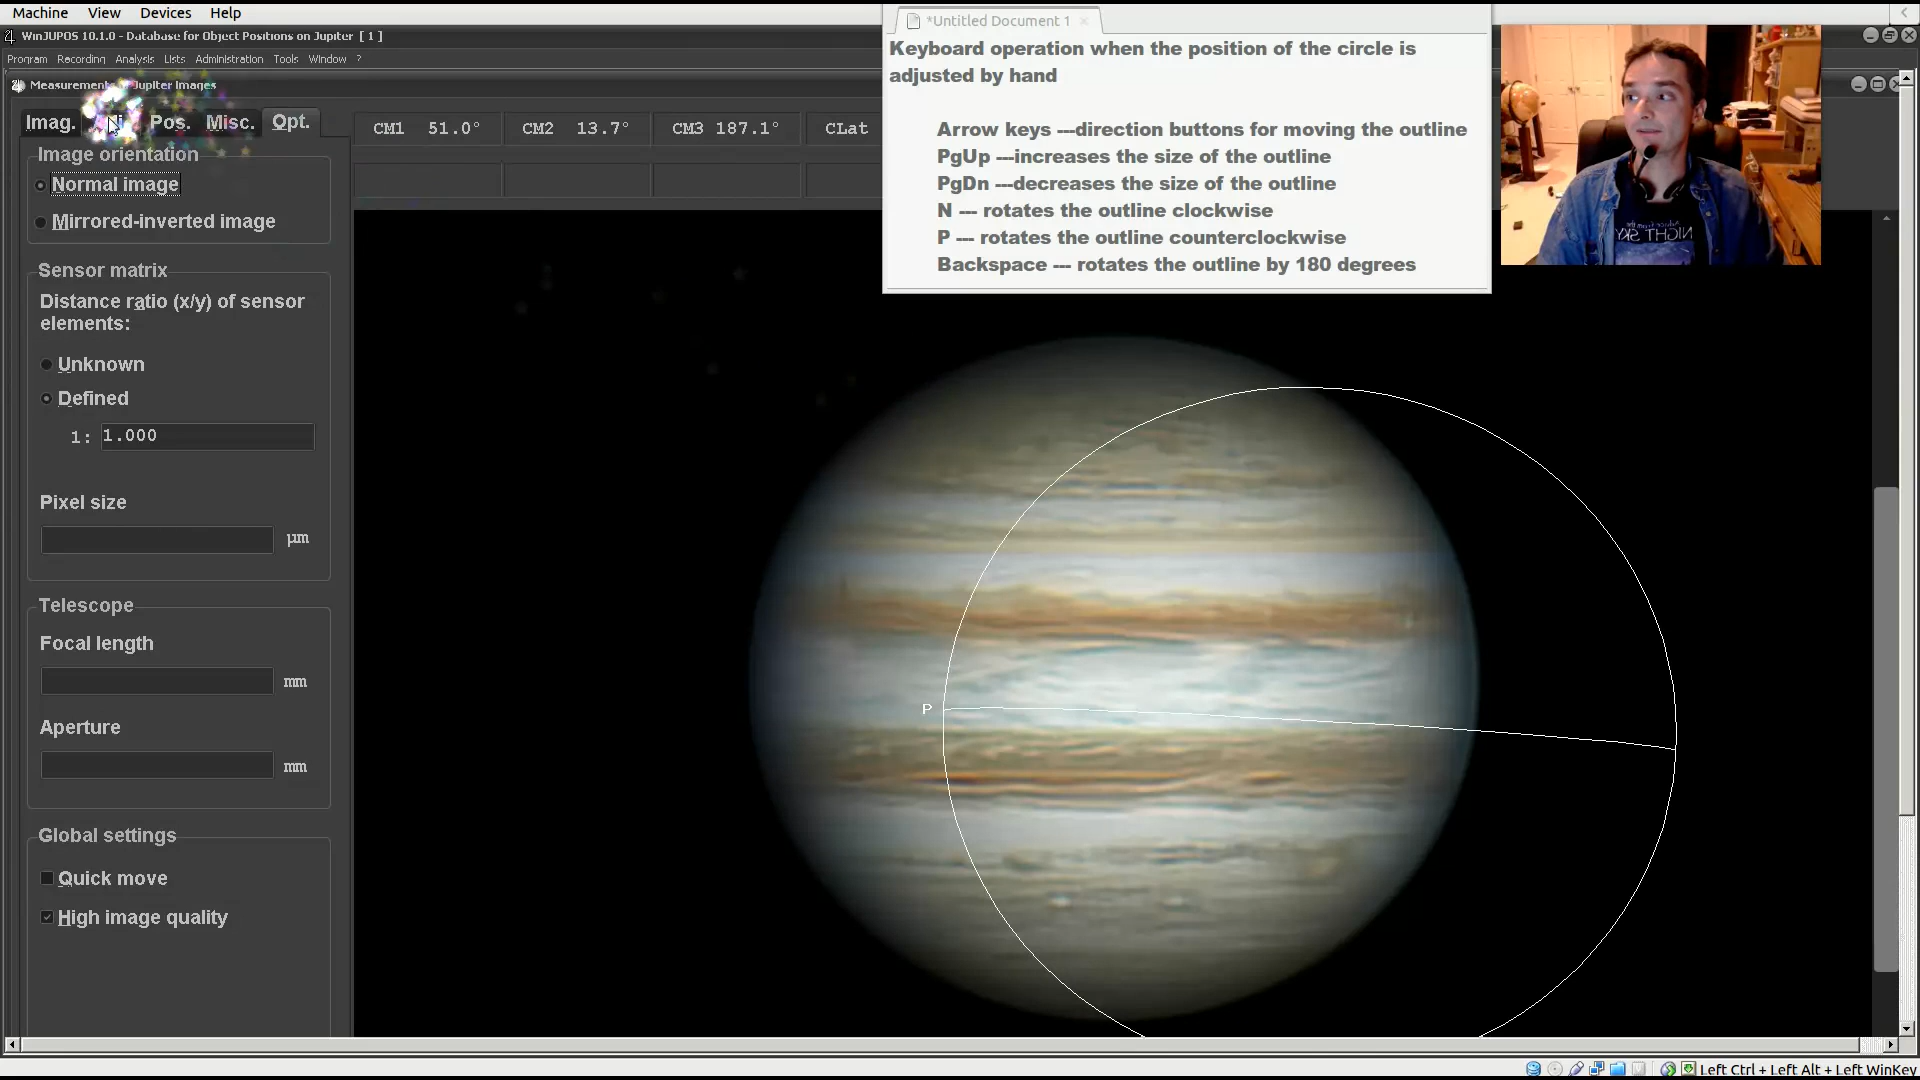 Machine View Devices Help
WinJUPOS 10.1.0 - Database for Object Positions on Jupiter [ 1 ]
Program Recording Analysis Lists Administration Tools Window ?
Jupiter Images
Imag. Pos. Misc. Opt.
CM1 51.0° CM2 13.7° CM3 187.1° CLat
Image orientation
Normal image
Mirrored-inverted image
Sensor matrix
Distance ratio (x/y) of sensor
elements:
Unknown
Defined
1: 1.000
Pixel size
µm
Telescope
Focal length
mm
Aperture
mm
Global settings
Quick move
High image quality
*Untitled Document 1
Keyboard operation when the position of the circle is
adjusted by hand
Arrow keys ---direction buttons for moving the outline
PgUp ---increases the size of the outline
PgDn ---decreases the size of the outline
N --- rotates the outline clockwise
P --- rotates the outline counterclockwise
Backspace --- rotates the outline by 180 degrees
NIGHT SKY
P
Left Ctrl + Left Alt + Left WinKey